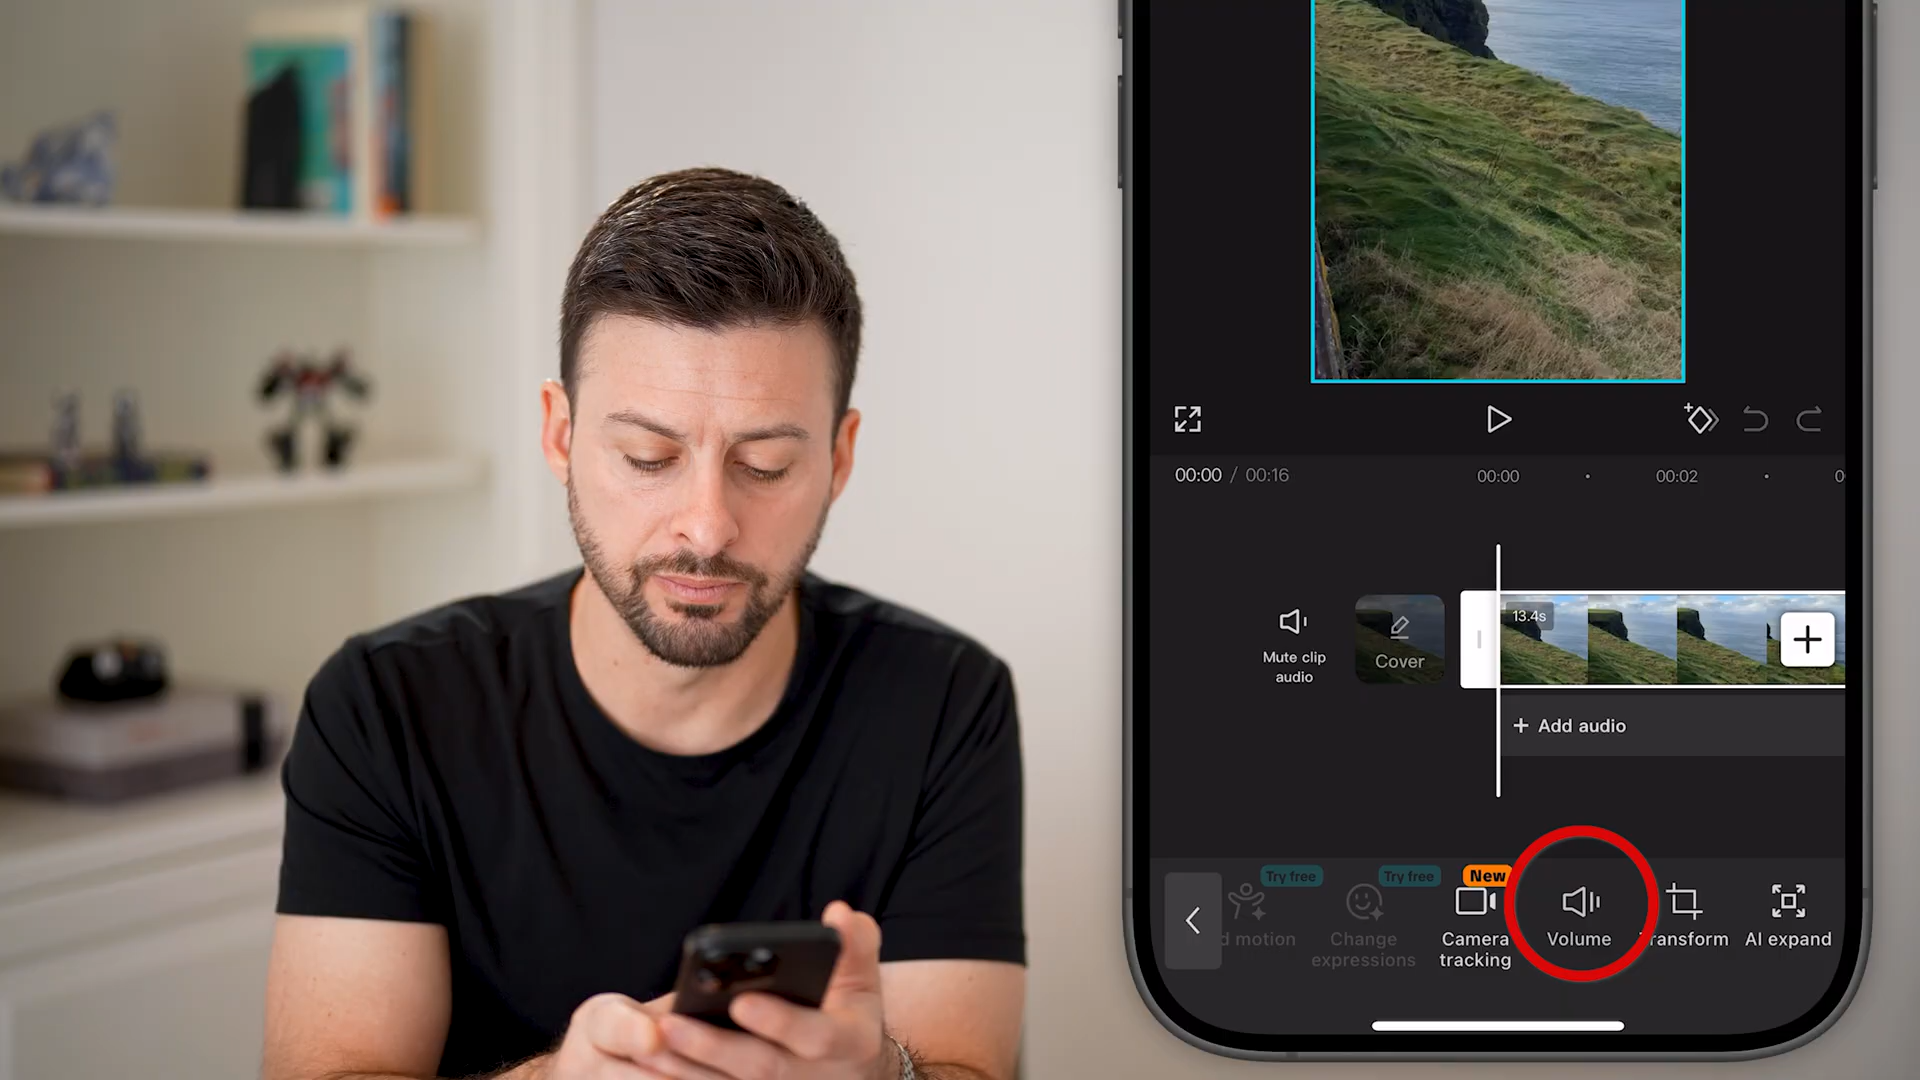 00:00 / 00:16
00:00
00:02
13.4s
Mute clip
audio
Cover
+ Add audio
Try free
Try free
New
d motion
Change
expressions
Camera
tracking
Volume
Transform
AI expand